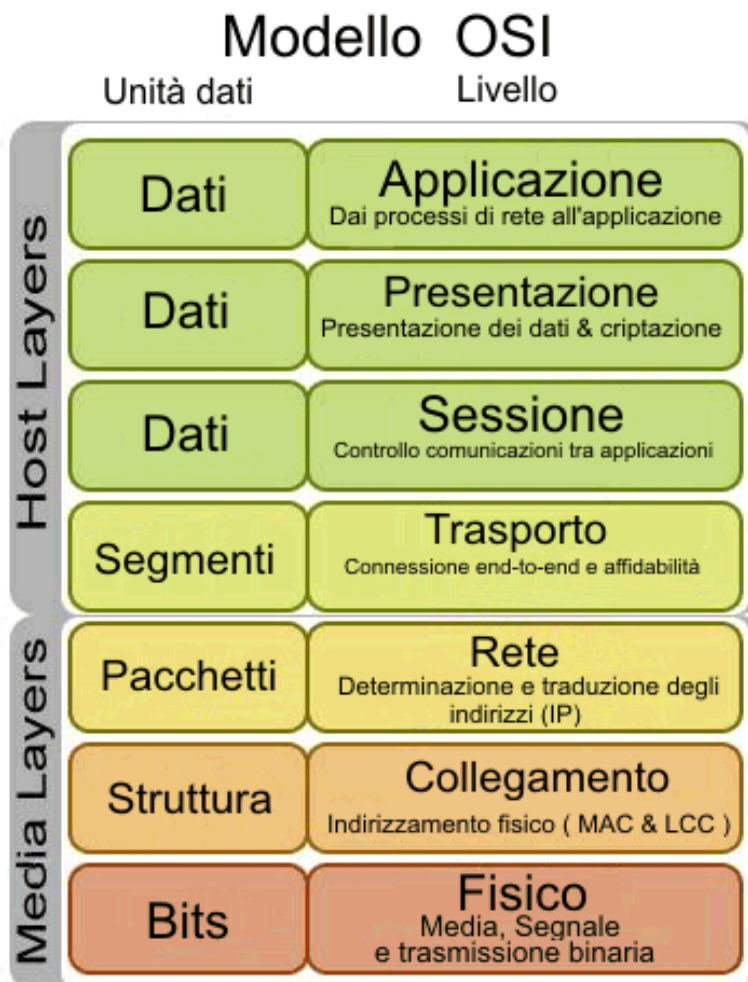 Modello OSI
Unità dati Livello
Host Layers
Dati
Applicazione
Dai processi di rete all'applicazione
Dati
Presentazione
Presentazione dei dati & criptazione
Dati
Sessione
Controllo comunicazioni tra applicazioni
Segmenti
Trasporto
Connessione end-to-end e affidabilità
Media Layers
Pacchetti
Rete
Determinazione e traduzione degli
indirizzi (IP)
Struttura
Collegamento
Indirizzamento fisico ( MAC & LCC )
Bits
Fisico
Media, Segnale
e trasmissione binaria